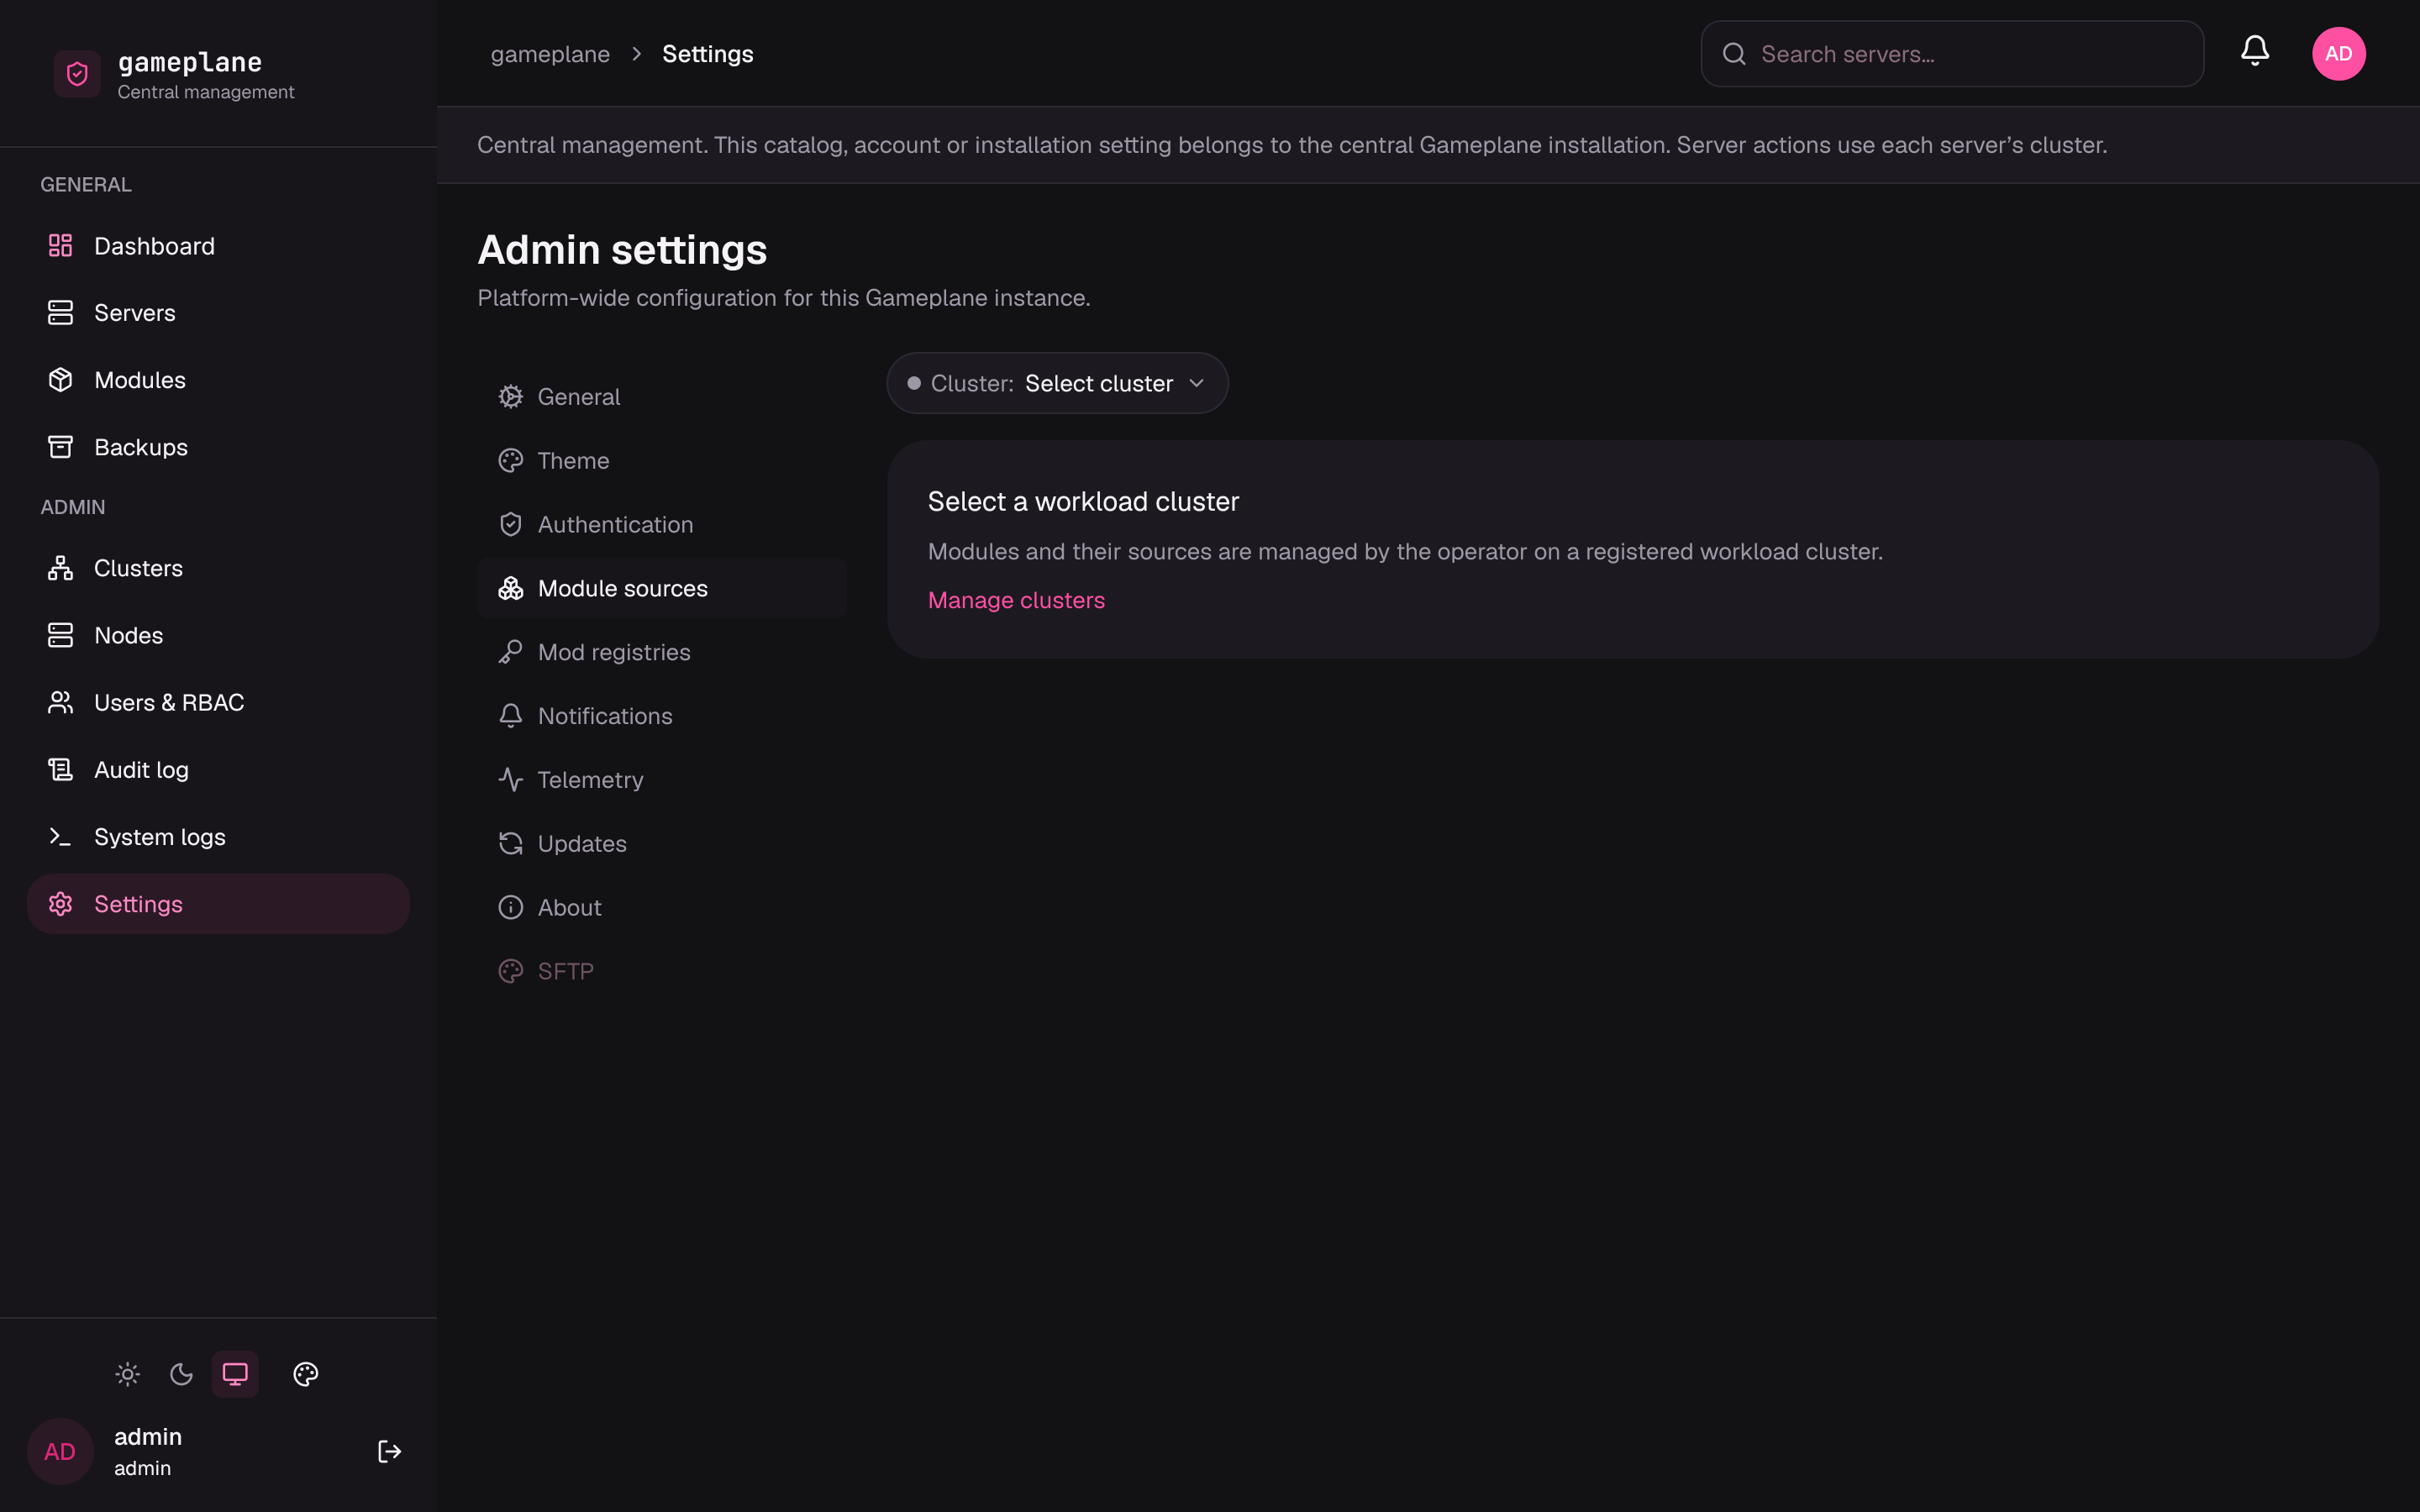 gameplane
Central management
GENERAL
Dashboard
Servers
Modules
Backups
ADMIN
Clusters
Nodes
Users & RBAC
Audit log
System logs
Settings
AD
admin
admin
gameplane > Settings
Search servers...
AD
Central management. This catalog, account or installation setting belongs to the central Gameplane installation. Server actions use each server’s cluster.
Admin settings
Platform-wide configuration for this Gameplane instance.
General
Theme
Authentication
Module sources
Mod registries
Notifications
Telemetry
Updates
About
SFTP
Cluster: Select cluster
Select a workload cluster
Modules and their sources are managed by the operator on a registered workload cluster.
Manage clusters